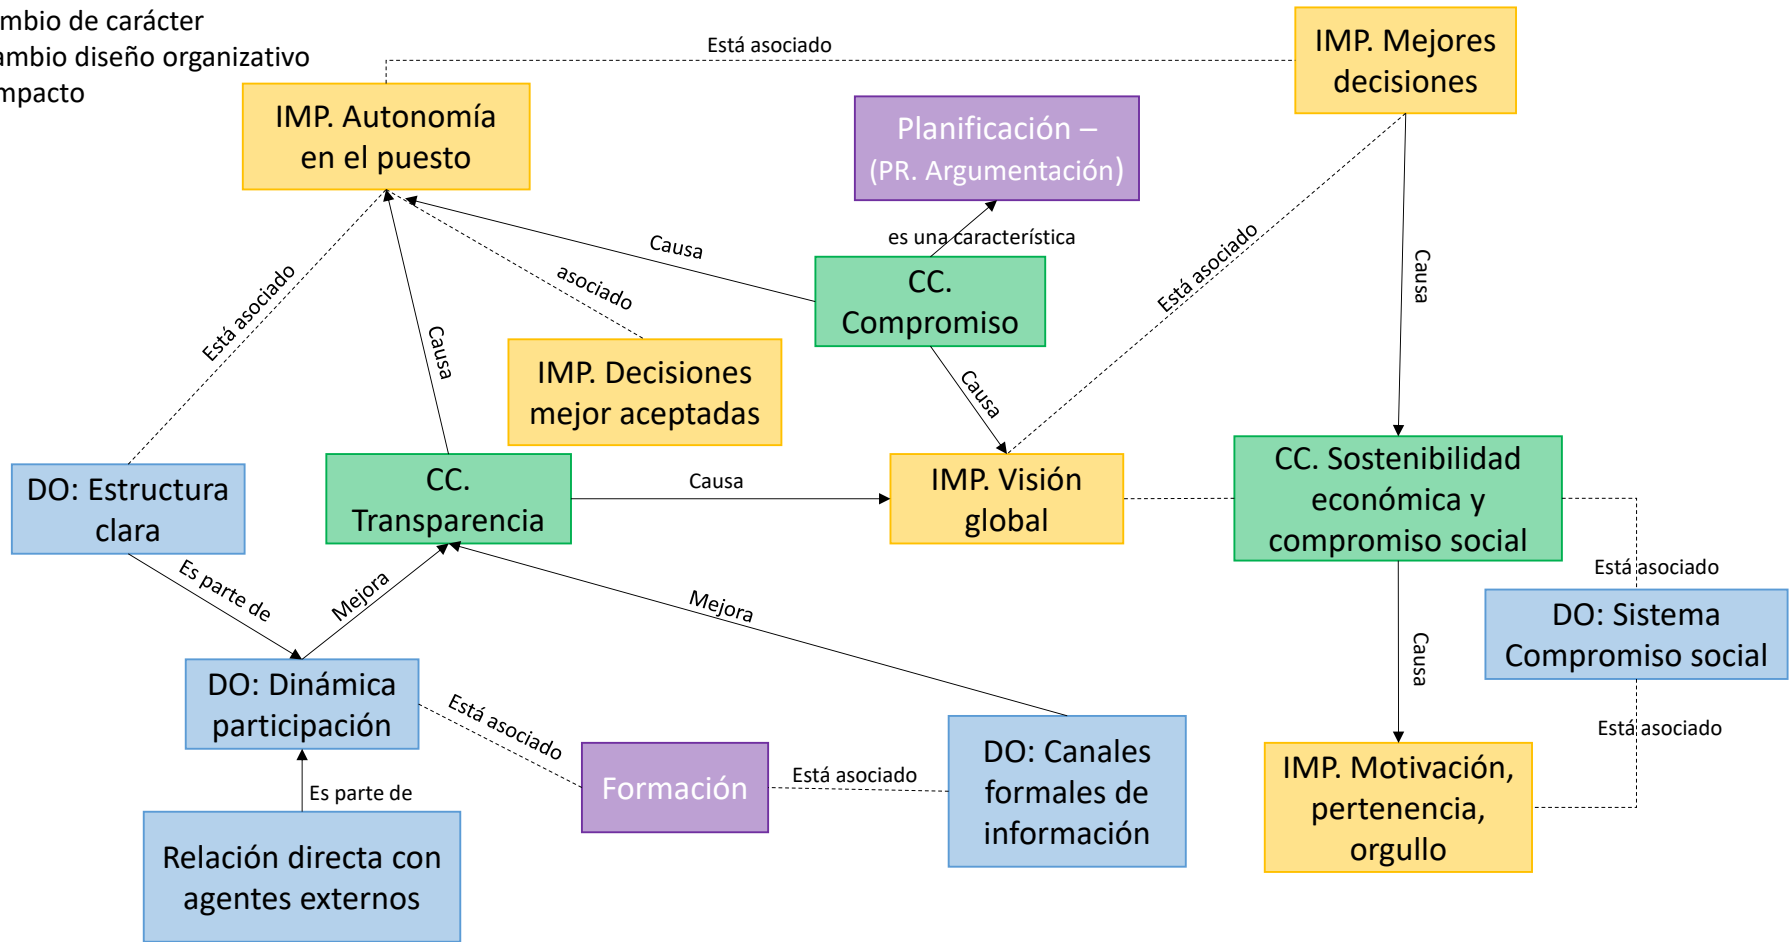 mbio de carácter
ambio diseño organizativo
mpacto
Está asociado
IMP. Mejores
decisiones
IMP. Autonomía
en el puesto
Planificación –
(PR. Argumentación)
Causa
es una característica
Está asociado
Está asociado
asociado
CC.
Compromiso
Causa
Causa
IMP. Decisiones
mejor aceptadas
Causa
DO: Estructura
clara
CC.
Transparencia
Causa
IMP. Visión
global
CC. Sostenibilidad
económica y
compromiso social
Es parte de
Mejora
Mejora
Está asociado
DO: Sistema
Compromiso social
Causa
DO: Dinámica
participación
Está asociado
Está asociado
Formación
Está asociado
DO: Canales
formales de
información
IMP. Motivación,
pertenencia,
orgullo
Es parte de
Relación directa con
agentes externos